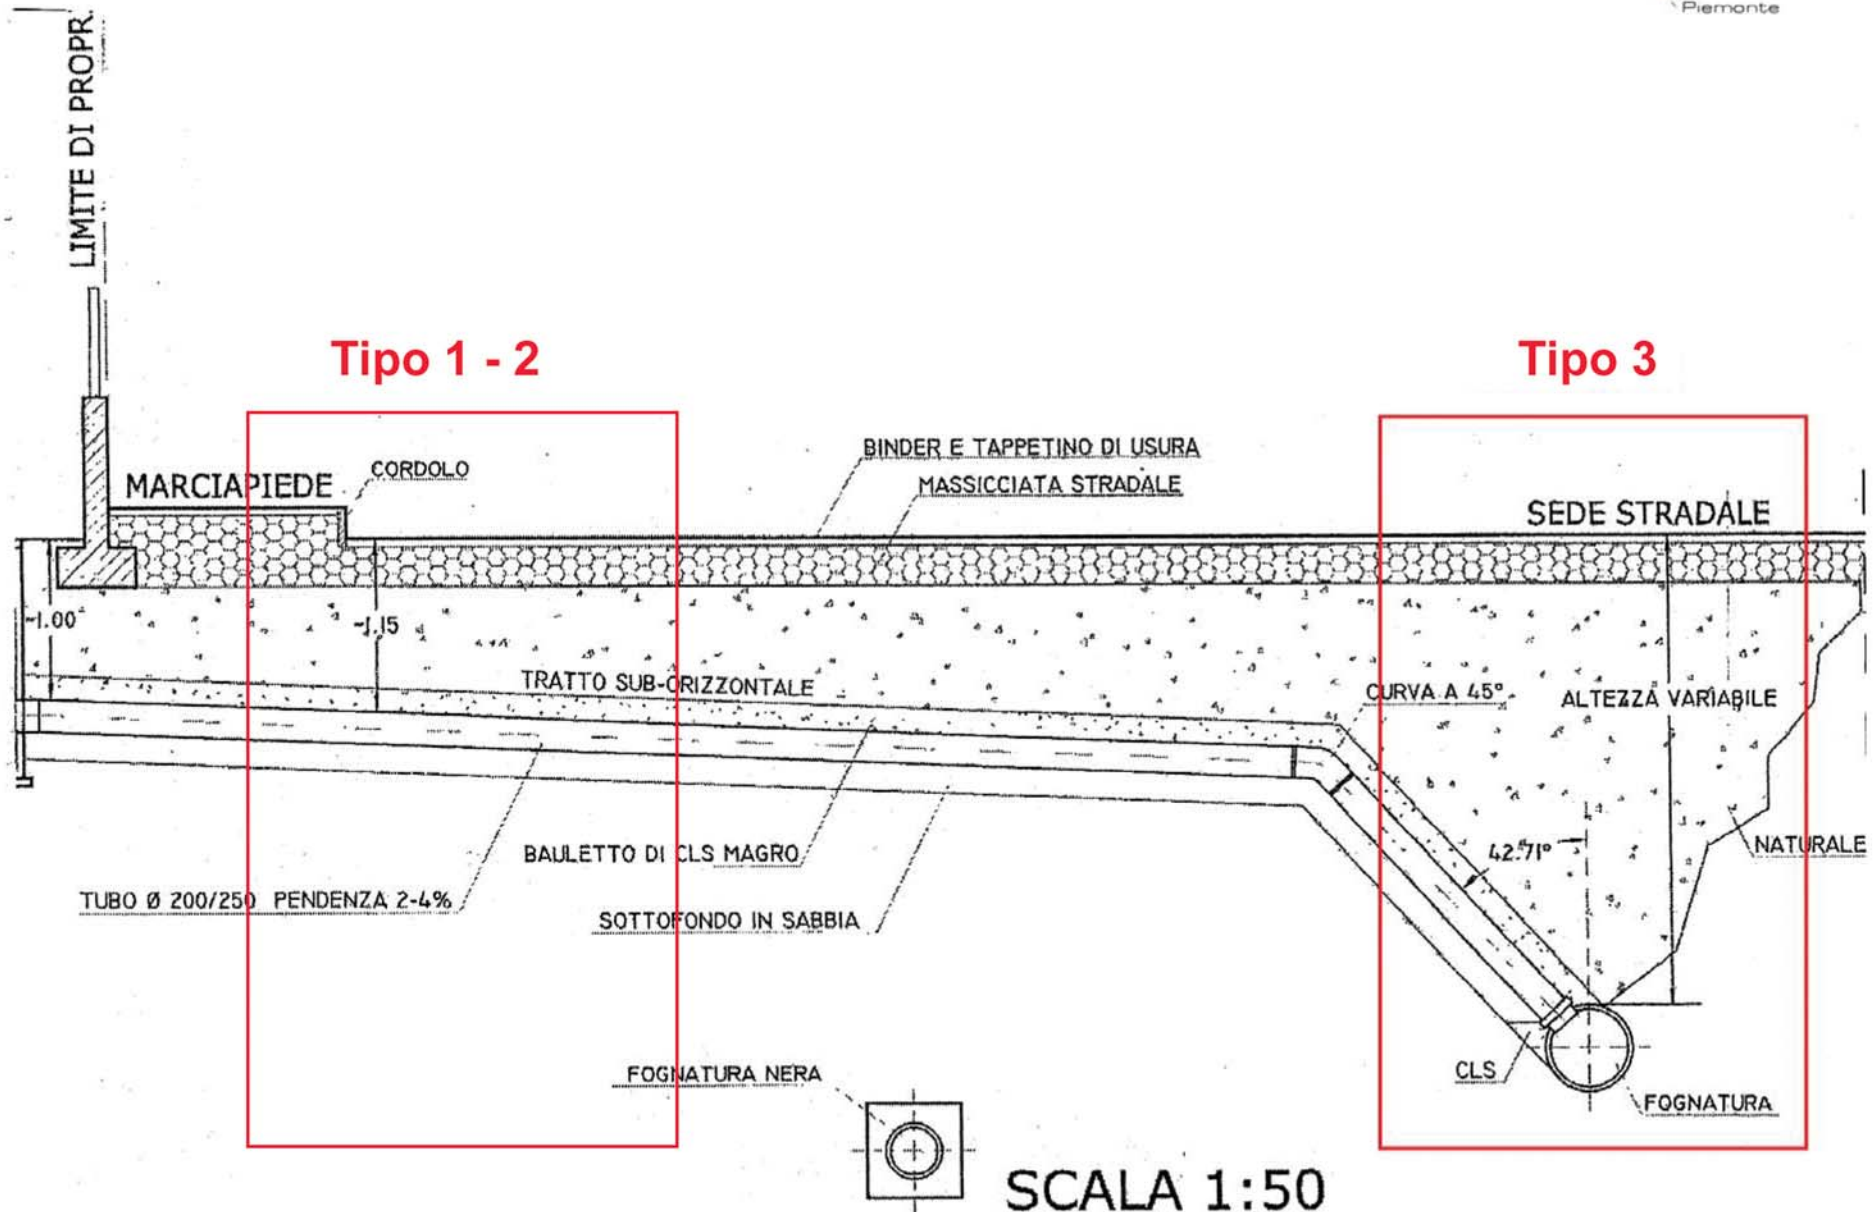 Piemonte
LIMITE DI PROPR.
Tipo 1 - 2
Tipo 3
BINDER E TAPPETINO DI USURA
CORDOLO
MARCIAPIEDE
MASSICCIATA STRADALE
SEDE STRADALE
~1.00
~1.15
TRATTO SUB-ORIZZONTALE
CURVA A 45°
ALTEZZA VARIABILE
42.71°
NATURALE
BAULETTO DI CLS MAGRO
TUBO Ø 200/250 PENDENZA 2-4%
SOTTOFONDO IN SABBIA
CLS
FOGNATURA NERA
FOGNATURA
SCALA 1:50